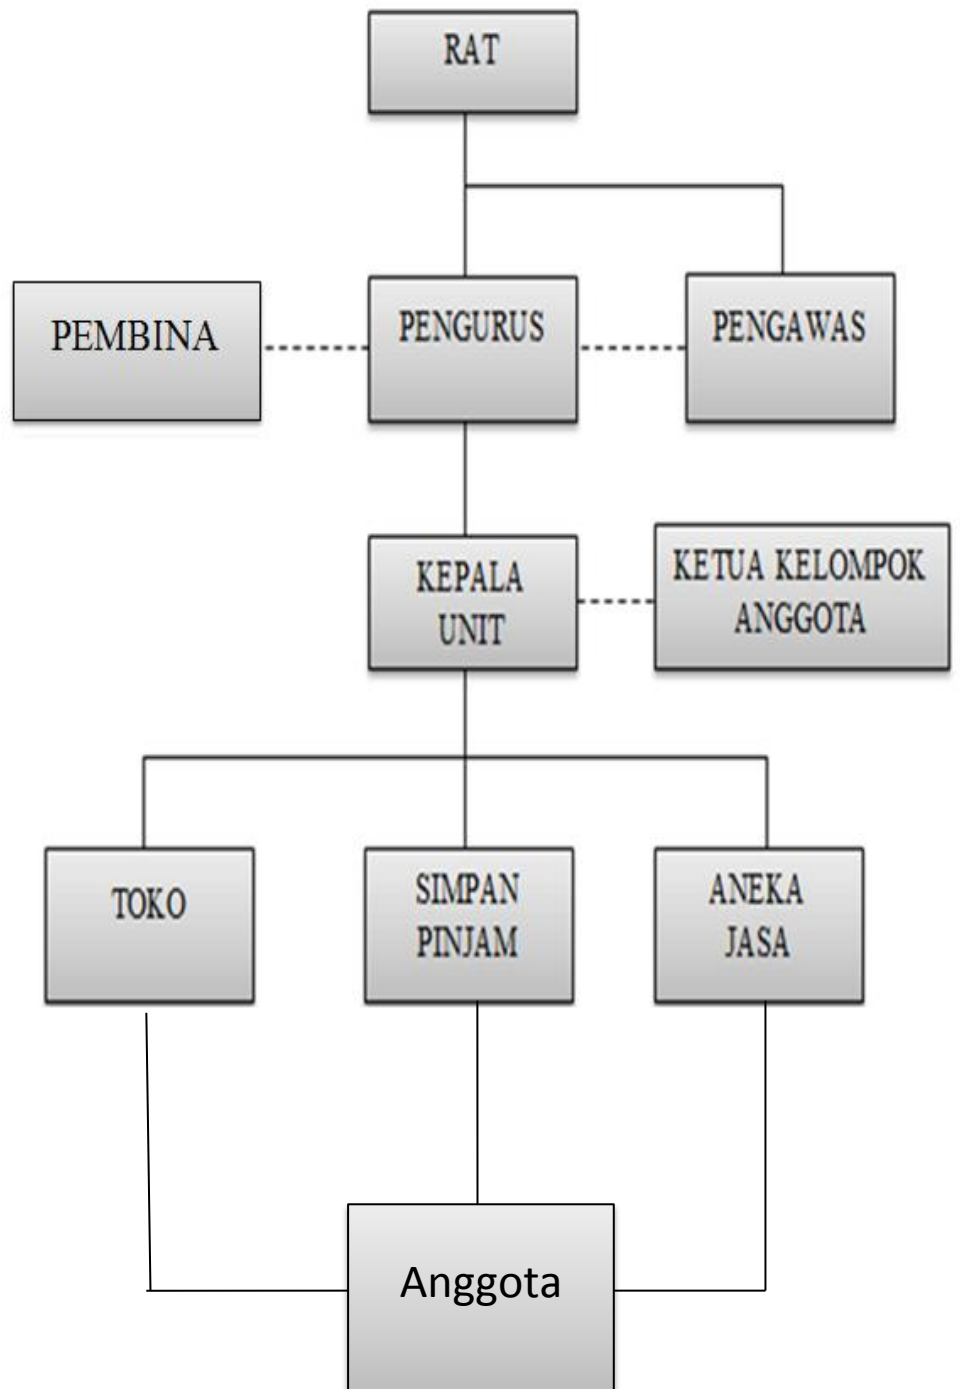 RAT
PEMBINA
PENGURUS
PENGAWAS
KEPALA
UNIT
KETUA KELOMPOK
ANGGOTA
TOKO
SIMPAN
PINJAM
ANEKA
JASA
Anggota